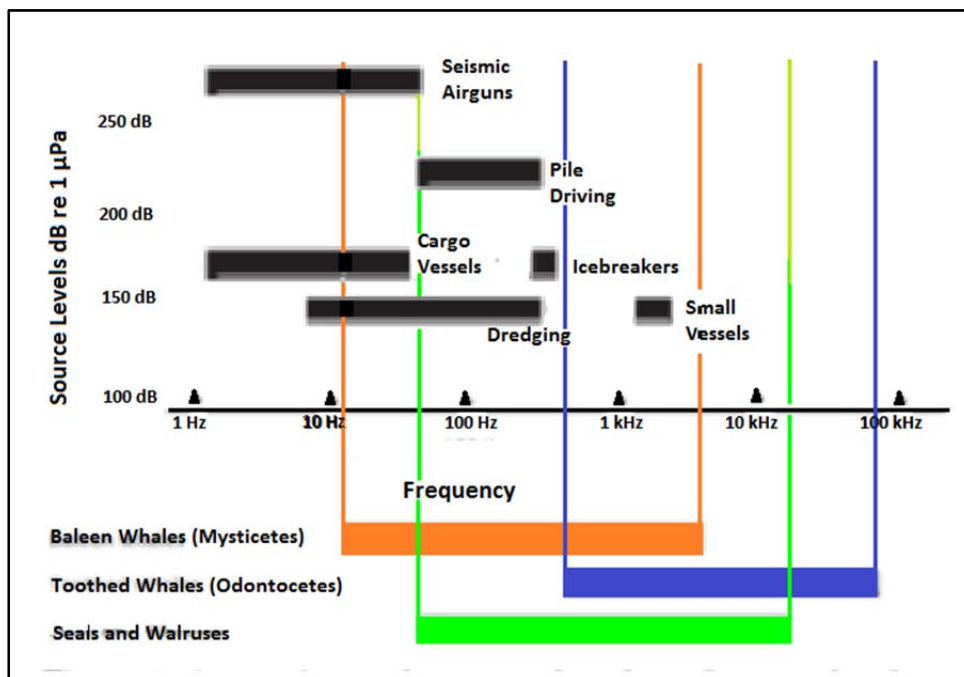 Source Levels dB re 1 µPa
Seismic
Airguns
250 dB
Pile
Driving
200 dB
Cargo
Vessels
Icebreakers
150 dB
Small
Vessels
Dredging
100 dB
1 Hz
10 Hz
100 Hz
1 kHz
10 kHz
100 kHz
Frequency
Baleen Whales (Mysticetes)
Toothed Whales (Odontocetes)
Seals and Walruses